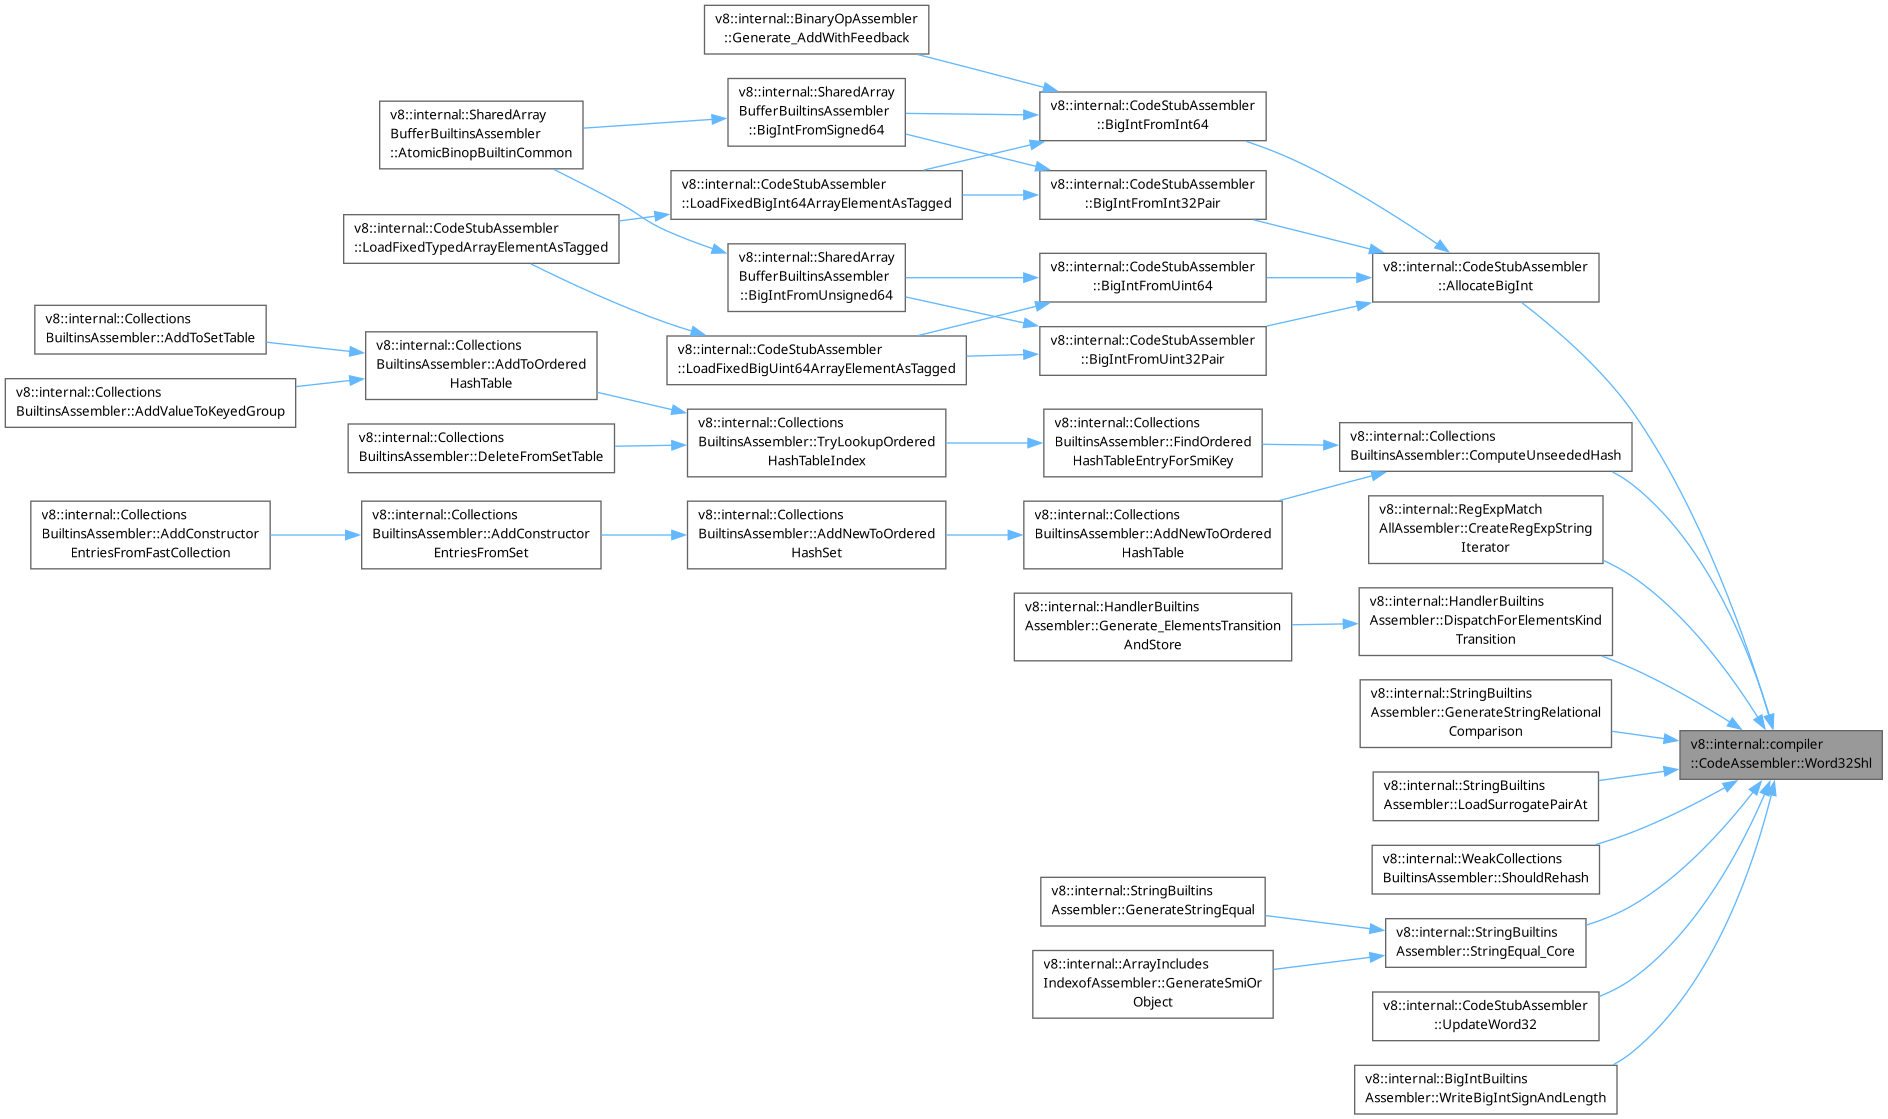 v8::internal::BinaryOpAssembler
::Generate_AddWithFeedback
v8::internal::SharedArray
BufferBuiltinsAssembler
::BigIntFromSigned64
v8::internal::CodeStubAssembler
::BigIntFromInt64
v8::internal::SharedArray
BufferBuiltinsAssembler
::AtomicBinopBuiltinCommon
v8::internal::CodeStubAssembler
::LoadFixedBigInt64ArrayElementAsTagged
v8::internal::CodeStubAssembler
::BigIntFromInt32Pair
v8::internal::CodeStubAssembler
::LoadFixedTypedArrayElementAsTagged
v8::internal::SharedArray
BufferBuiltinsAssembler
::BigIntFromUnsigned64
v8::internal::CodeStubAssembler
::BigIntFromUint64
v8::internal::CodeStubAssembler
::AllocateBigInt
v8::internal::Collections
BuiltinsAssembler::AddToSetTable
v8::internal::Collections
BuiltinsAssembler::AddToOrdered
HashTable
v8::internal::CodeStubAssembler
::LoadFixedBigUint64ArrayElementAsTagged
v8::internal::CodeStubAssembler
::BigIntFromUint32Pair
v8::internal::Collections
BuiltinsAssembler::AddValueToKeyedGroup
v8::internal::Collections
BuiltinsAssembler::DeleteFromSetTable
v8::internal::Collections
BuiltinsAssembler::TryLookupOrdered
HashTableIndex
v8::internal::Collections
BuiltinsAssembler::FindOrdered
HashTableEntryForSmiKey
v8::internal::Collections
BuiltinsAssembler::ComputeUnseededHash
v8::internal::Collections
BuiltinsAssembler::AddConstructor
EntriesFromFastCollection
v8::internal::Collections
BuiltinsAssembler::AddConstructor
EntriesFromSet
v8::internal::Collections
BuiltinsAssembler::AddNewToOrdered
HashSet
v8::internal::Collections
BuiltinsAssembler::AddNewToOrdered
HashTable
v8::internal::RegExpMatch
AllAssembler::CreateRegExpString
Iterator
v8::internal::HandlerBuiltins
Assembler::Generate_ElementsTransition
AndStore
v8::internal::HandlerBuiltins
Assembler::DispatchForElementsKind
Transition
v8::internal::StringBuiltins
Assembler::GenerateStringRelational
Comparison
v8::internal::compiler
::CodeAssembler::Word32Shl
v8::internal::StringBuiltins
Assembler::LoadSurrogatePairAt
v8::internal::WeakCollections
BuiltinsAssembler::ShouldRehash
v8::internal::StringBuiltins
Assembler::GenerateStringEqual
v8::internal::StringBuiltins
Assembler::StringEqual_Core
v8::internal::ArrayIncludes
IndexofAssembler::GenerateSmiOr
Object
v8::internal::CodeStubAssembler
::UpdateWord32
v8::internal::BigIntBuiltins
Assembler::WriteBigIntSignAndLength